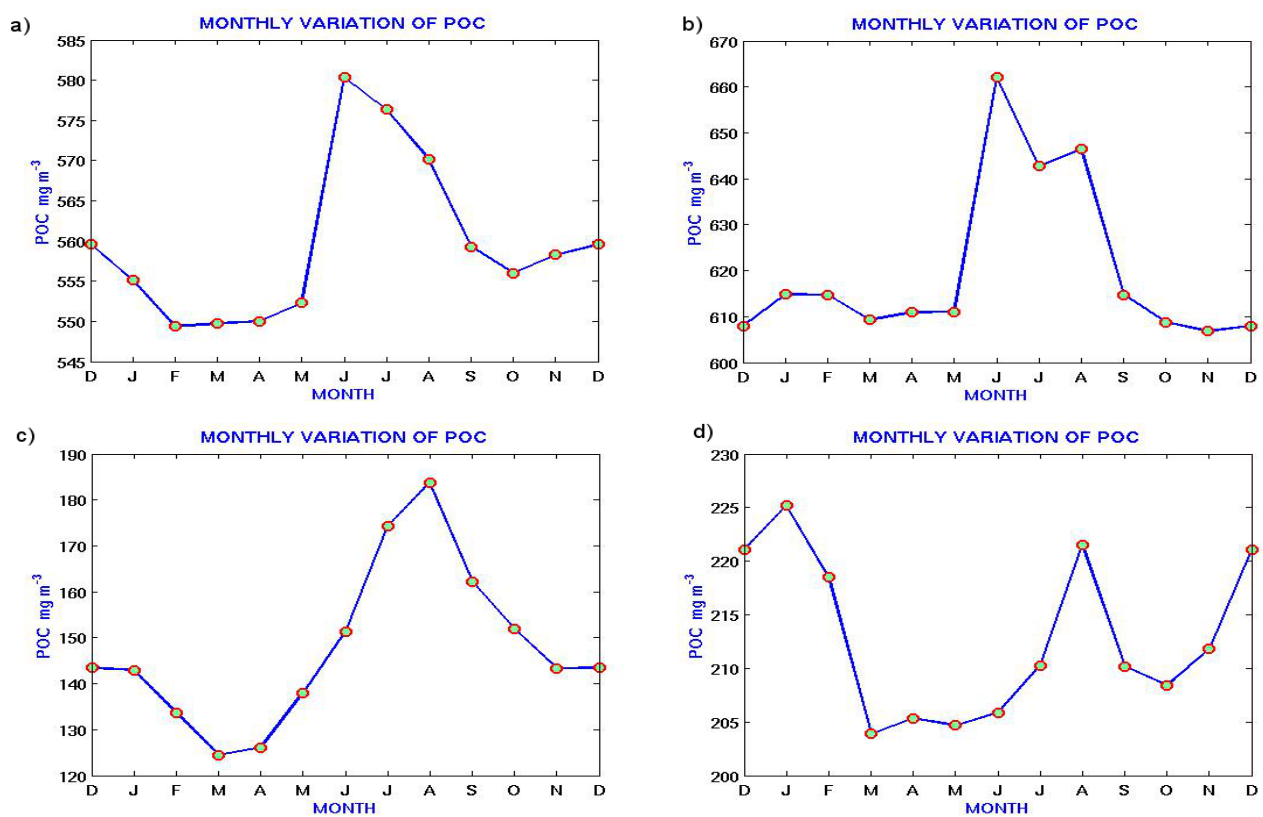 a)
MONTHLY VARIATION OF POC
585
580
575
570
565
560
555
550
545
POC mg m-3
D J F M A M J J A S O N D
MONTH
b)
MONTHLY VARIATION OF POC
670
660
650
640
630
620
610
600
POC mg m-3
D J F M A M J J A S O N D
MONTH
c)
MONTHLY VARIATION OF POC
190
180
170
160
150
140
130
120
POC mg m-3
D J F M A M J J A S O N D
MONTH
d)
MONTHLY VARIATION OF POC
230
225
220
215
210
205
200
POC mg m-3
D J F M A M J J A S O N D
MONTH